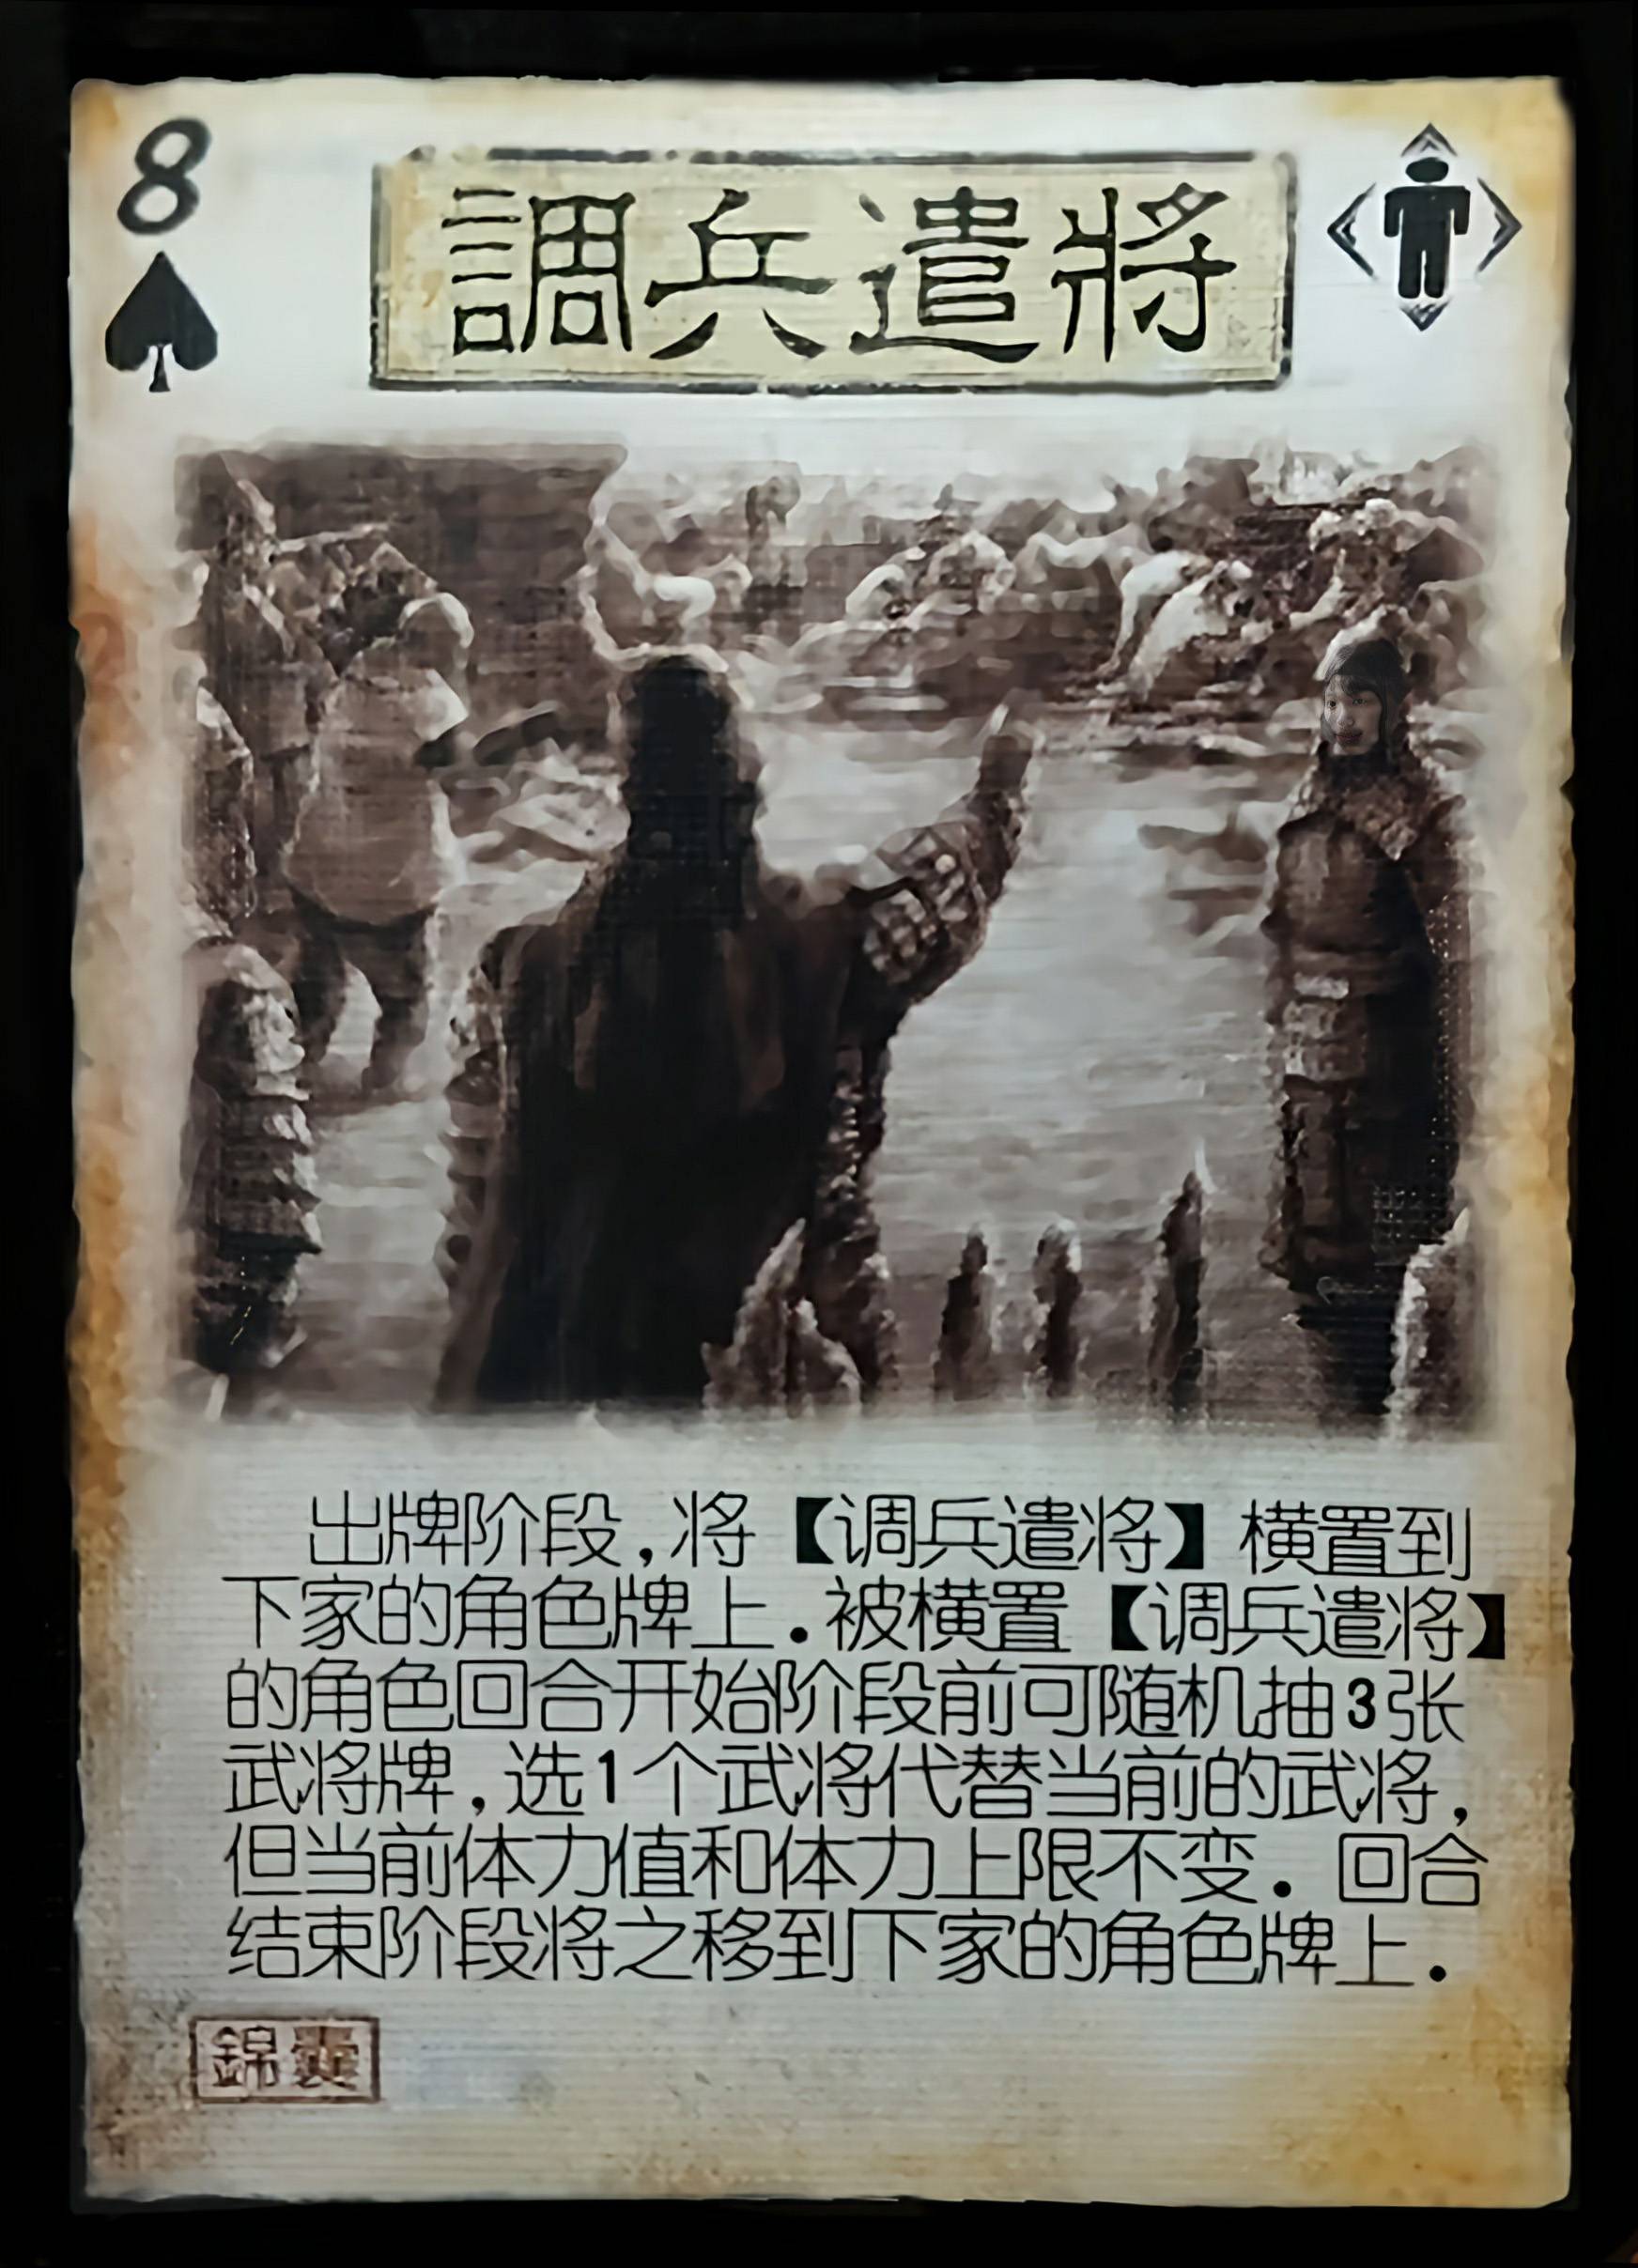 8
調兵遣將
出牌阶段,将【调兵遣将】横置到
下家的角色牌上.被横置【调兵遣将】
的角色回合开始阶段前可随机抽3张
武将牌,选1个武将代替当前的武将,
但当前体力值和体力上限不变.回合
结束阶段将之移到下家的角色牌上.
錦囊